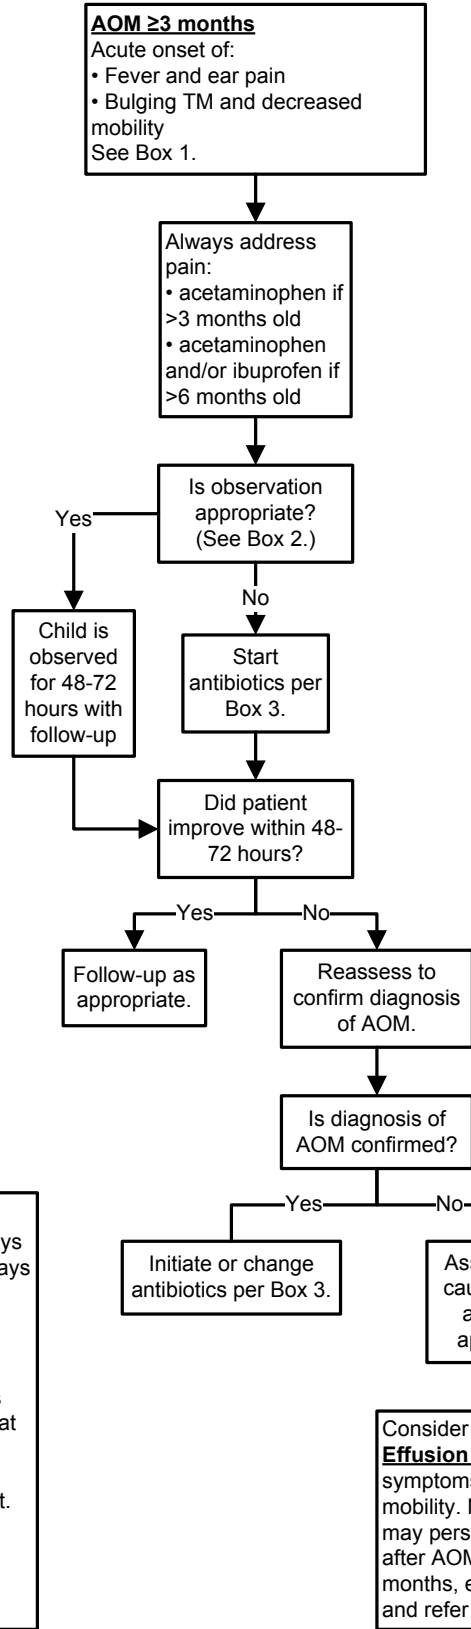 AOM ≥3 months
Acute onset of:
• Fever and ear pain
• Bulging TM and decreased
mobility
See Box 1.
Always address
pain:
• acetaminophen if
>3 months old
• acetaminophen
and/or ibuprofen if
>6 months old
Is observation
appropriate?
(See Box 2.)
Yes
No
Child is
observed
for 48-72
hours with
follow-up
Start
antibiotics per
Box 3.
Did patient
improve within 48-
72 hours?
Yes
No
Follow-up as
appropriate.
Reassess to
confirm diagnosis
of AOM.
Is diagnosis of
AOM confirmed?
Yes
No
Initiate or change
antibiotics per Box 3.
Consider
Effusion
mobility.
may
after AOM
months,
and refer